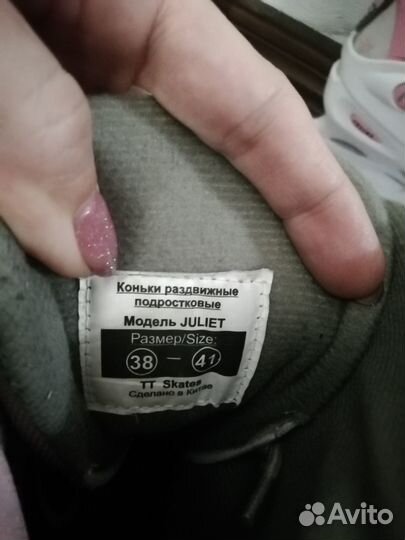 Коньки раздвижные
подростковые
Модель JULIET
Размер/Size:
38 — 41
TT Skates
Сделано в Китае
Avito